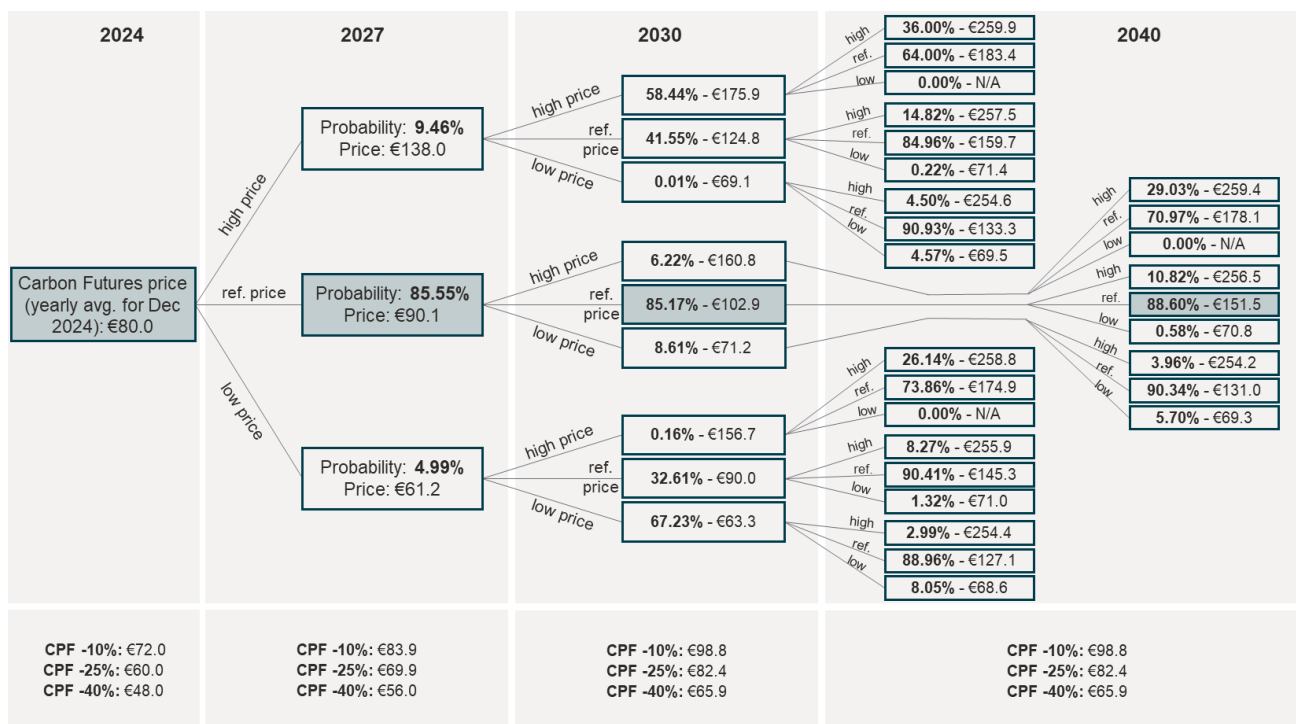 2024
2027
2030
2040
Carbon Futures price
(yearly avg. for Dec
2024): €80.0
high price
ref. price
low price
Probability: 9.46%
Price: €138.0
Probability: 85.55%
Price: €90.1
Probability: 4.99%
Price: €61.2
high price
ref.
price
low price
58.44% - €175.9
41.55% - €124.8
0.01% - €69.1
high price
ref.
price
low price
6.22% - €160.8
85.17% - €102.9
8.61% - €71.2
high price
ref.
price
low price
0.16% - €156.7
32.61% - €90.0
67.23% - €63.3
high
ref.
low
36.00% - €259.9
64.00% - €183.4
0.00% - N/A
high
ref.
low
14.82% - €257.5
84.96% - €159.7
0.22% - €71.4
high
ref.
low
4.50% - €254.6
90.93% - €133.3
4.57% - €69.5
high
ref.
low
29.03% - €259.4
70.97% - €178.1
0.00% - N/A
high
ref.
low
10.82% - €256.5
88.60% - €151.5
0.58% - €70.8
high
ref.
low
3.96% - €254.2
90.34% - €131.0
5.70% - €69.3
high
ref.
low
26.14% - €258.8
73.86% - €174.9
0.00% - N/A
high
ref.
low
8.27% - €255.9
90.41% - €145.3
1.32% - €71.0
high
ref.
low
2.99% - €254.4
88.96% - €127.1
8.05% - €68.6
CPF -10%: €72.0
CPF -25%: €60.0
CPF -40%: €48.0
CPF -10%: €83.9
CPF -25%: €69.9
CPF -40%: €56.0
CPF -10%: €98.8
CPF -25%: €82.4
CPF -40%: €65.9
CPF -10%: €98.8
CPF -25%: €82.4
CPF -40%: €65.9